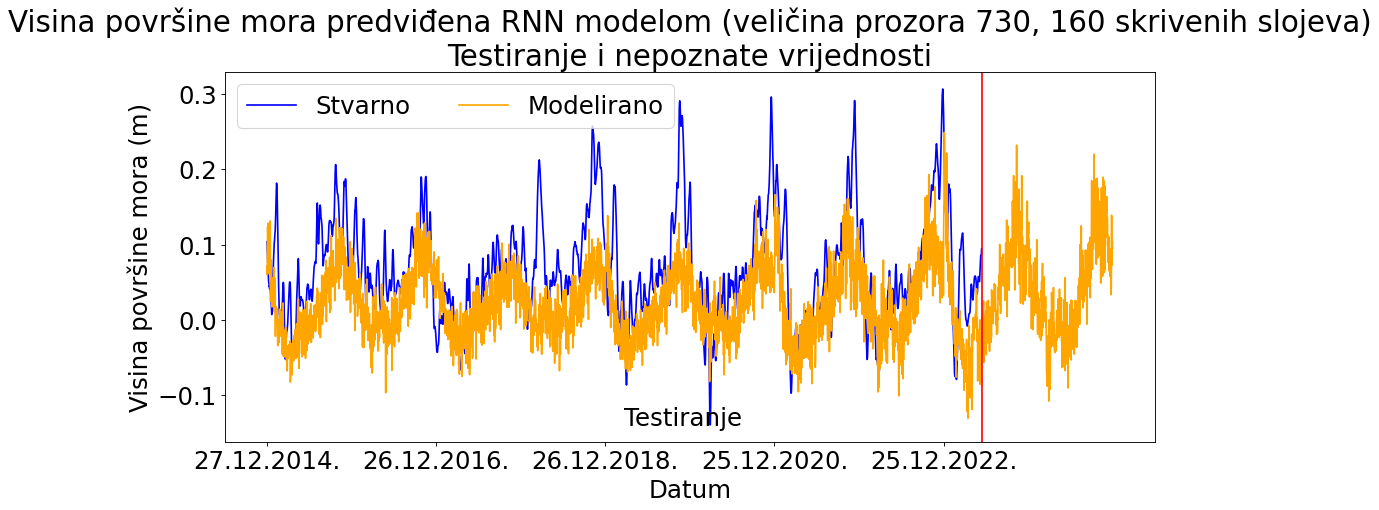 Visina površine mora predviđena RNN modelom (veličina prozora 730, 160 skrivenih slojeva)
Testiranje i nepoznate vrijednosti
Stvarno
Modelirano
Visina površine mora (m)
0.3
0.2
0.1
0.0
−0.1
Testiranje
27.12.2014.
26.12.2016.
26.12.2018.
25.12.2020.
25.12.2022.
Datum